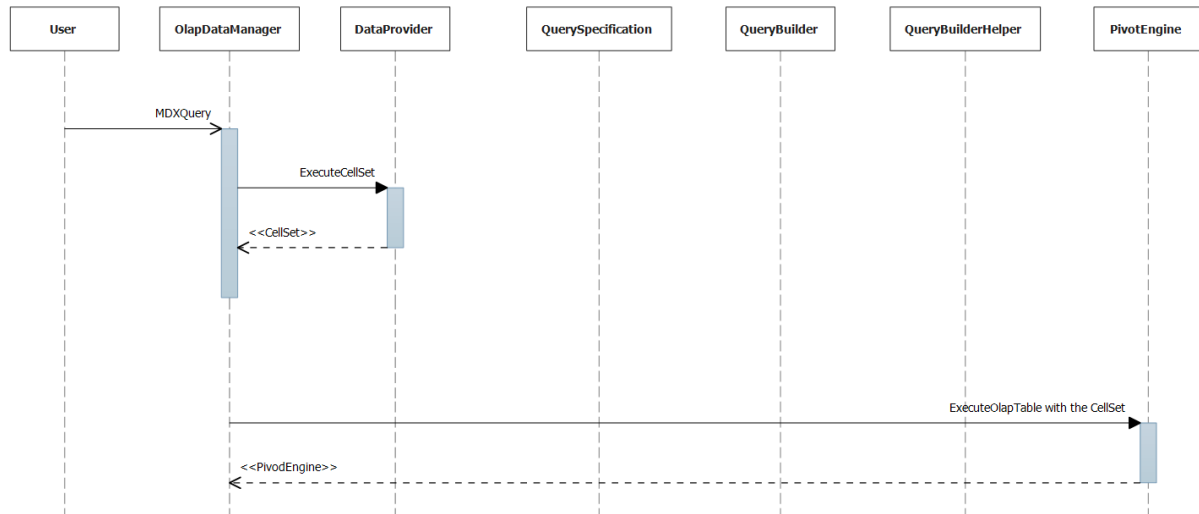 User
OlapDataManager
DataProvider
QuerySpecification
QueryBuilder
QueryBuilderHelper
PivotEngine
MDXQuery
ExecuteCellSet
<<CellSet>>
ExecuteOlapTable with the CellSet
<<PivodEngine>>